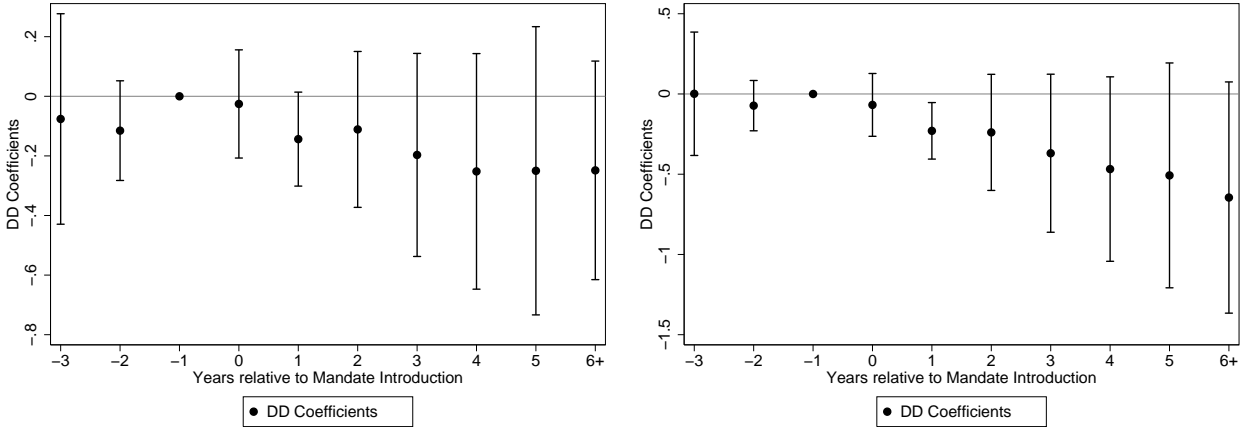 .2
0
−.2
−.4
−.6
−.8
DD Coefficients
−3 −2 −1 0 1 2 3 4 5 6+
Years relative to Mandate Introduction
DD Coefficients
.5
0
−.5
−1
−1.5
DD Coefficients
−3 −2 −1 0 1 2 3 4 5 6+
Years relative to Mandate Introduction
DD Coefficients